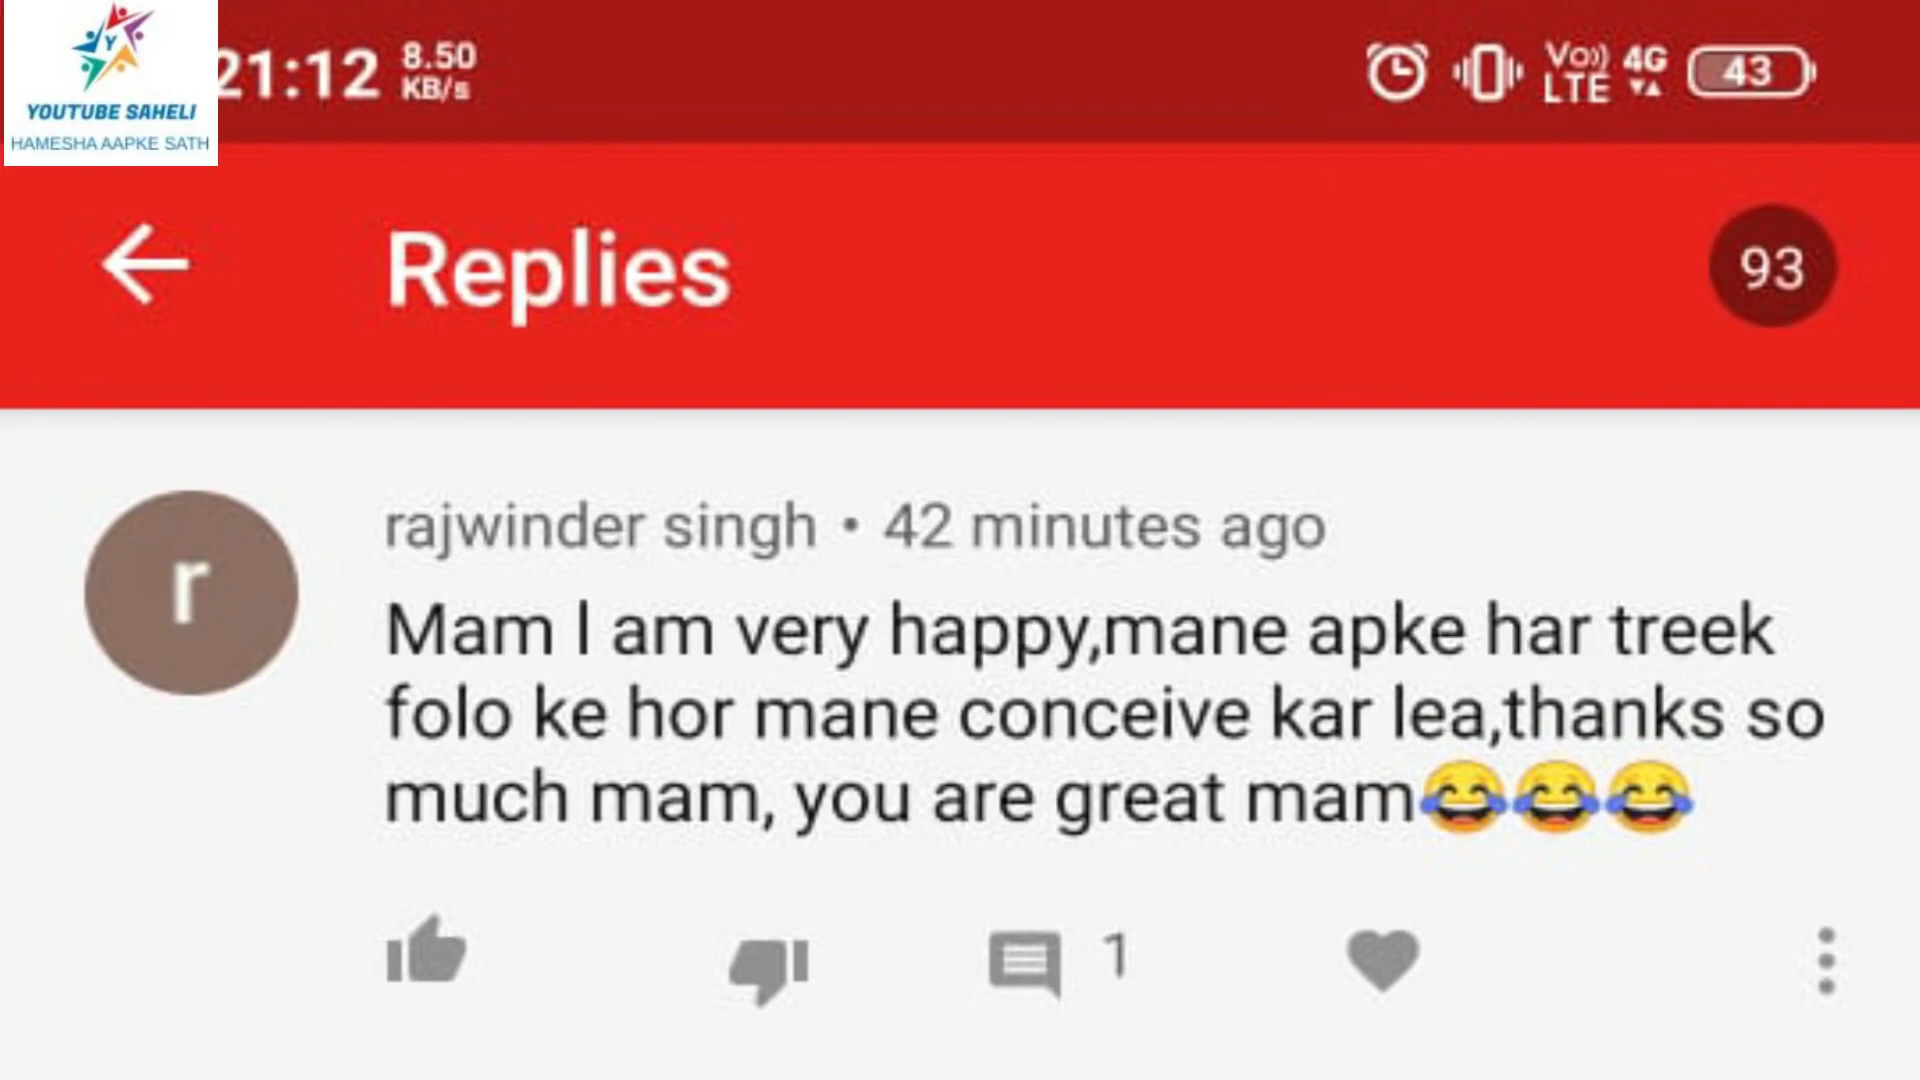 Y
YOUTUBE SAHELI
HAMESHA AAPKE SATH
21:12 8.50 KB/s Vo)) LTE 4G 43
Replies 93
r
rajwinder singh • 42 minutes ago
Mam I am very happy,mane apke har treek
folo ke hor mane conceive kar lea,thanks so
much mam, you are great mam😂😂😂
1